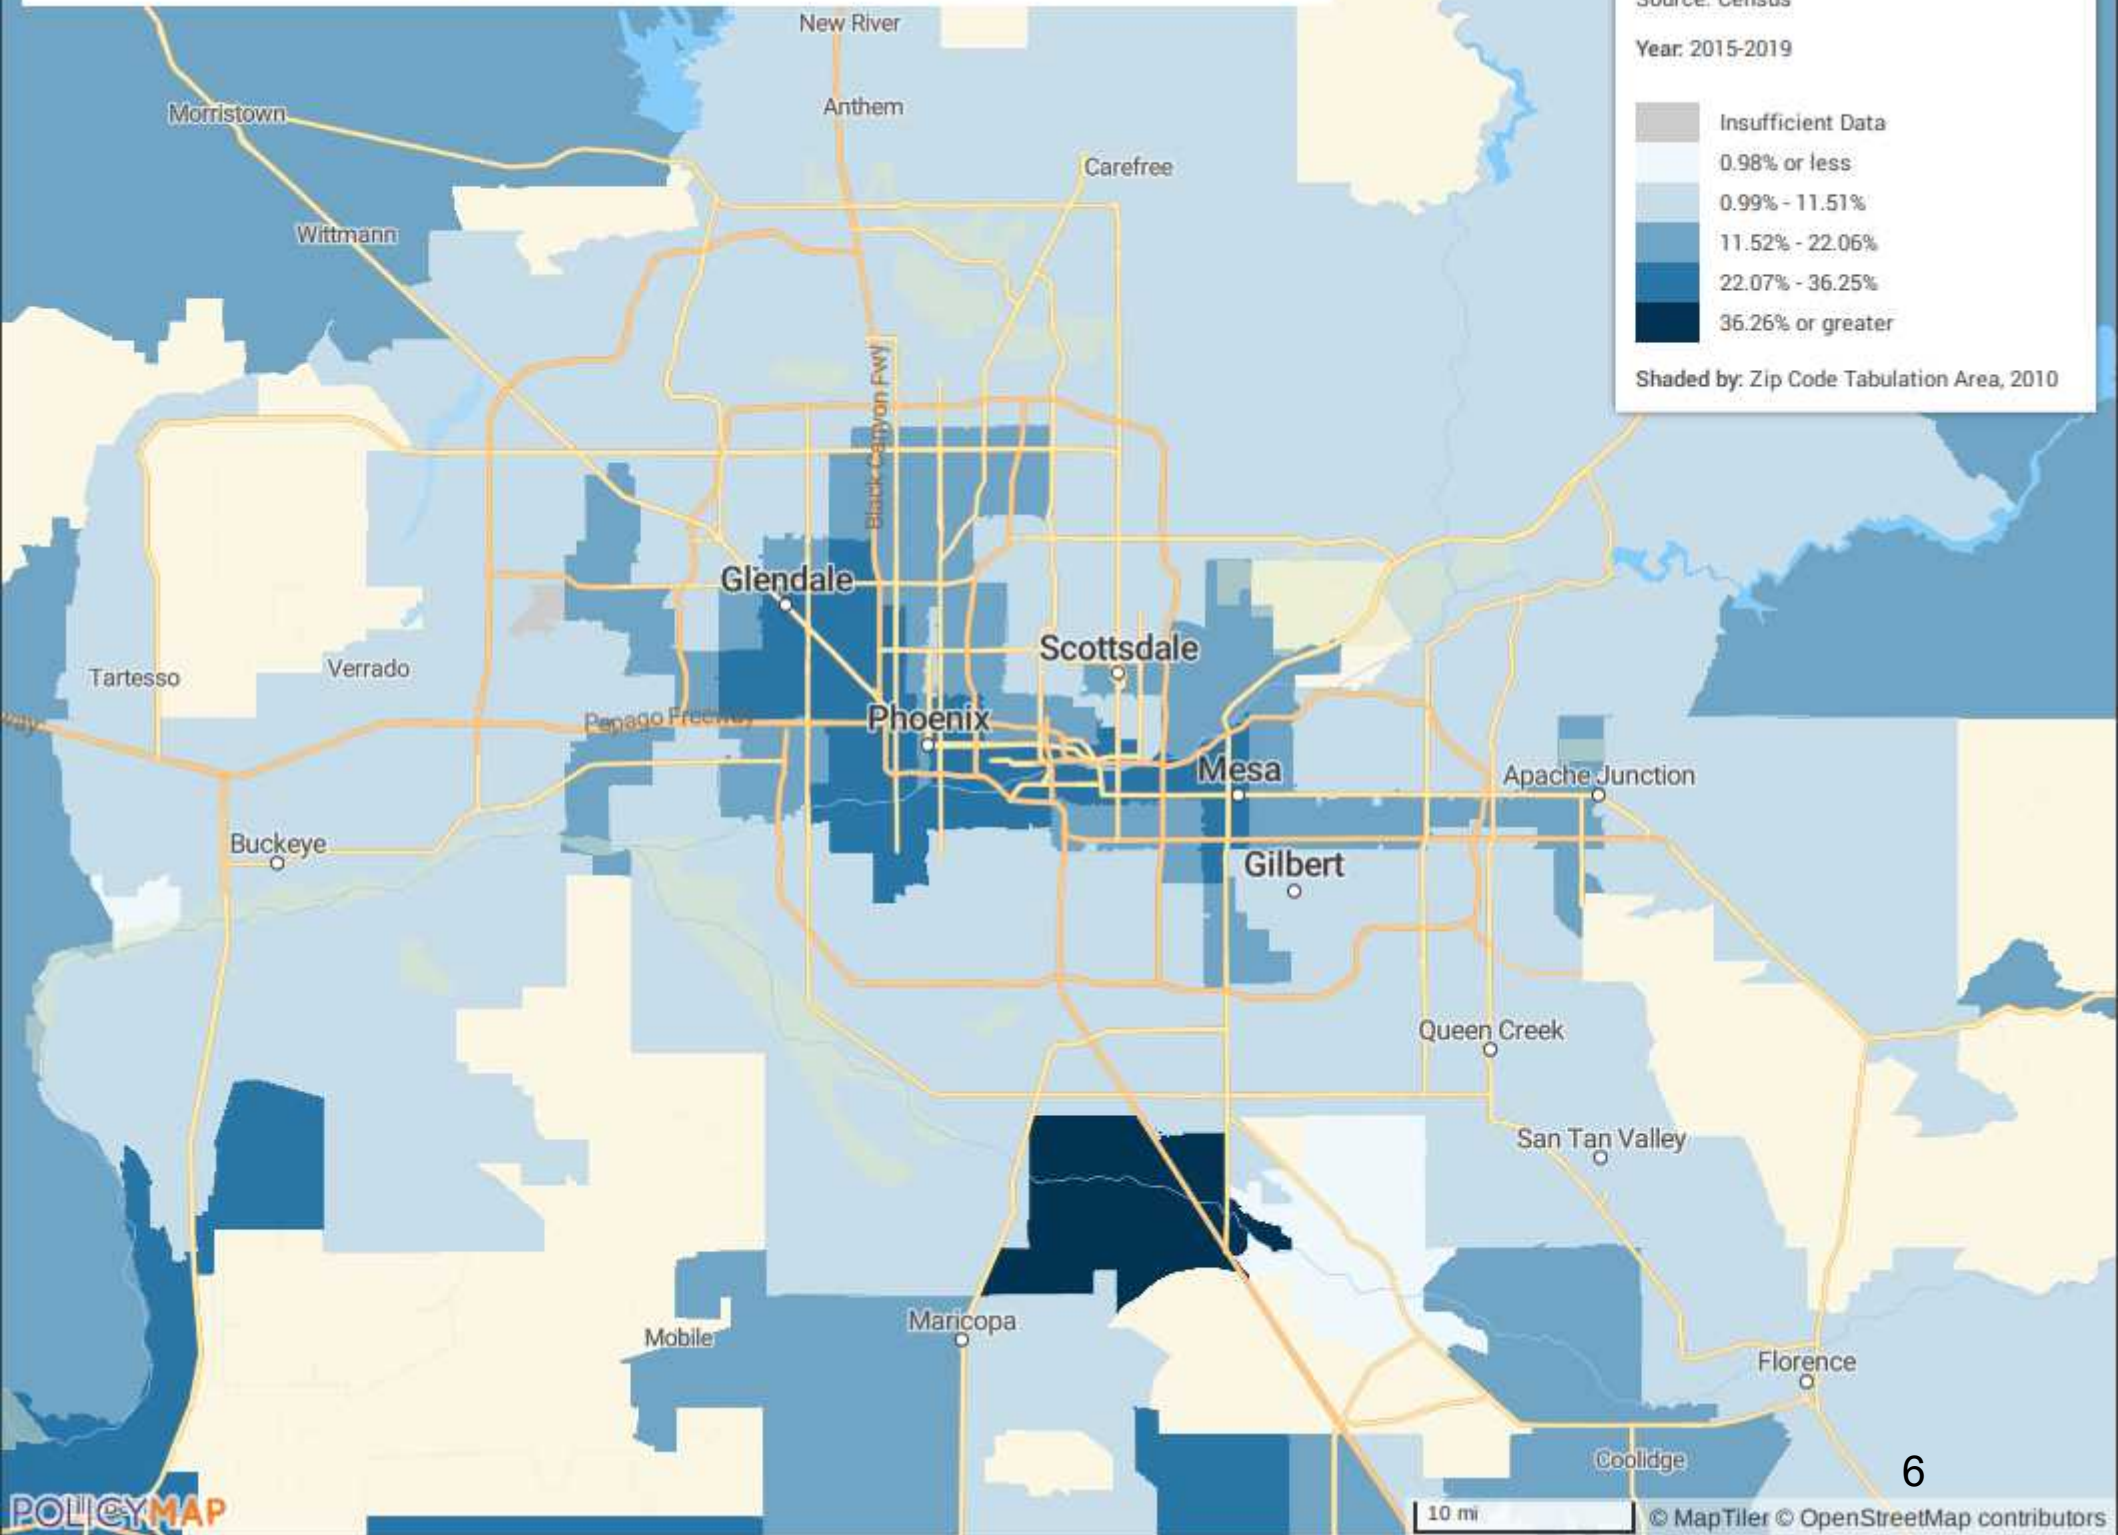 New River
Source: Census
Year: 2015-2019
Anthem
Morristown
Insufficient Data
Carefree
0.98% or less
0.99% - 11.51%
Wittmann
11.52% - 22.06%
22.07% - 36.25%
36.26% or greater
Shaded by: Zip Code Tabulation Area, 2010
Black Canyon Fwy
Glendale
Scottsdale
Tartesso
Verrado
way
Papago Freeway
Phoenix
Mesa
Apache Junction
Buckeye
Gilbert
Queen Creek
San Tan Valley
Maricopa
Mobile
Florence
Coolidge
6
POLICYMAP
10 mi
© MapTiler © OpenStreetMap contributors